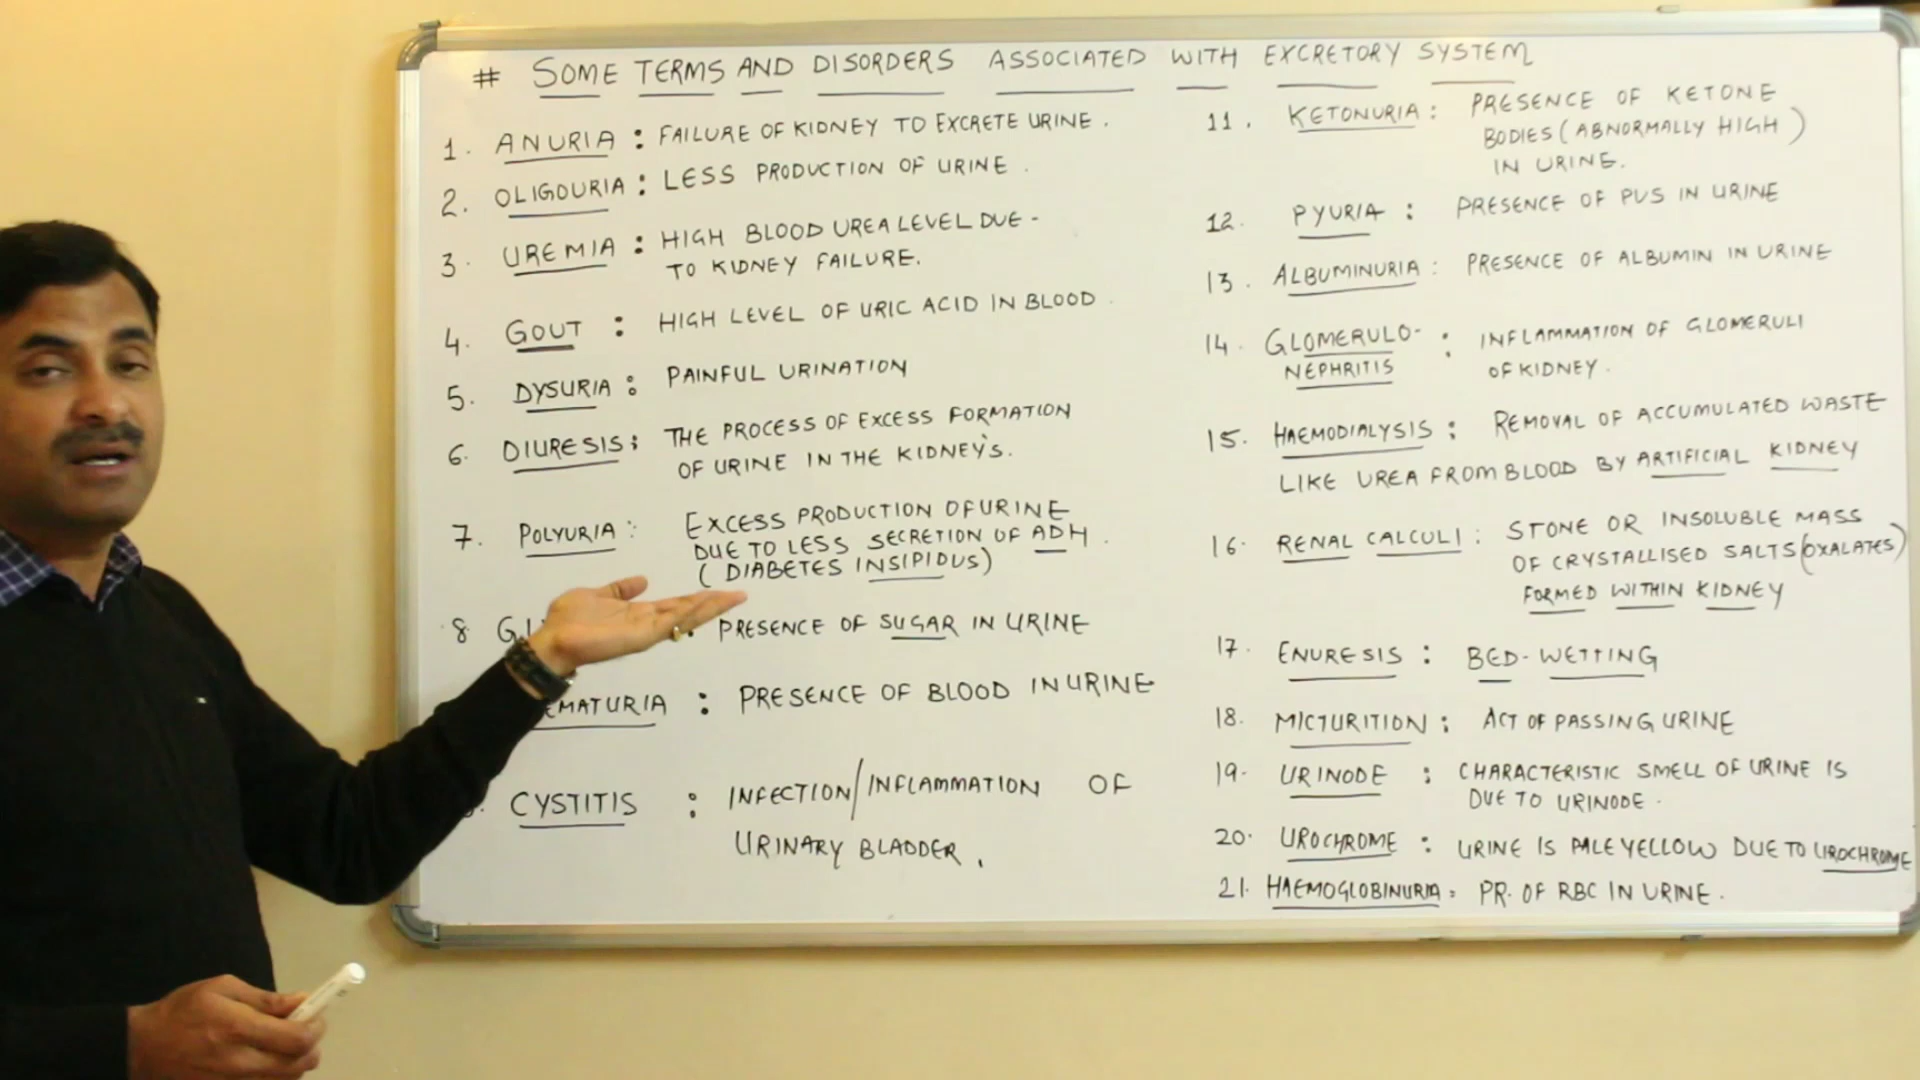 # SOME TERMS AND DISORDERS ASSOCIATED WITH EXCRETORY SYSTEM
1. ANURIA : FAILURE OF KIDNEY TO EXCRETE URINE .
2. OLIGOURIA : LESS PRODUCTION OF URINE .
3. UREMIA : HIGH BLOOD UREA LEVEL DUE -
TO KIDNEY FAILURE.
4. GOUT : HIGH LEVEL OF URIC ACID IN BLOOD .
5. DYSURIA : PAINFUL URINATION
6. DIURESIS : THE PROCESS OF EXCESS FORMATION
OF URINE IN THE KIDNEY'S.
7. POLYURIA : EXCESS PRODUCTION OF URINE
DUE TO LESS SECRETION OF ADH .
( DIABETES INSIPIDUS)
8 : PRESENCE OF SUGAR IN URINE
EMATURIA : PRESENCE OF BLOOD IN URINE
CYSTITIS : INFECTION/INFLAMMATION OF
URINARY BLADDER .
11. KETONURIA : PRESENCE OF KETONE
BODIES (ABNORMALLY HIGH)
IN URINE.
12. PYURIA : PRESENCE OF PUS IN URINE
13. ALBUMINURIA : PRESENCE OF ALBUMIN IN URINE
14. GLOMERULO- : INFLAMMATION OF GLOMERULI
NEPHRITIS OF KIDNEY .
15. HAEMODIALYSIS : REMOVAL OF ACCUMULATED WASTE
LIKE UREA FROM BLOOD BY ARTIFICIAL KIDNEY
16. RENAL CALCULI : STONE OR INSOLUBLE MASS
OF CRYSTALLISED SALTS (OXALATES)
FORMED WITHIN KIDNEY
17. ENURESIS : BED-WETTING
18. MICTURITION : ACT OF PASSING URINE
19. URINODE : CHARACTERISTIC SMELL OF URINE IS
DUE TO URINODE .
20. UROCHROME : URINE IS PALE YELLOW DUE TO UROCHROME
21. HAEMOGLOBINURIA : PR. OF RBC IN URINE .